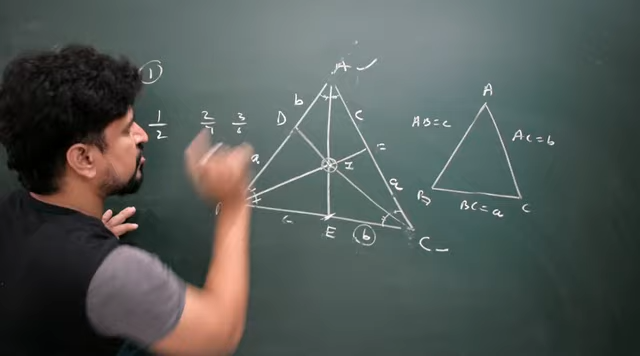 ①
1/2 2/4 3/6
A
b
D
c
a
I
=
a
E
b
C
A
AB=c
AC=b
B
BC=a
C